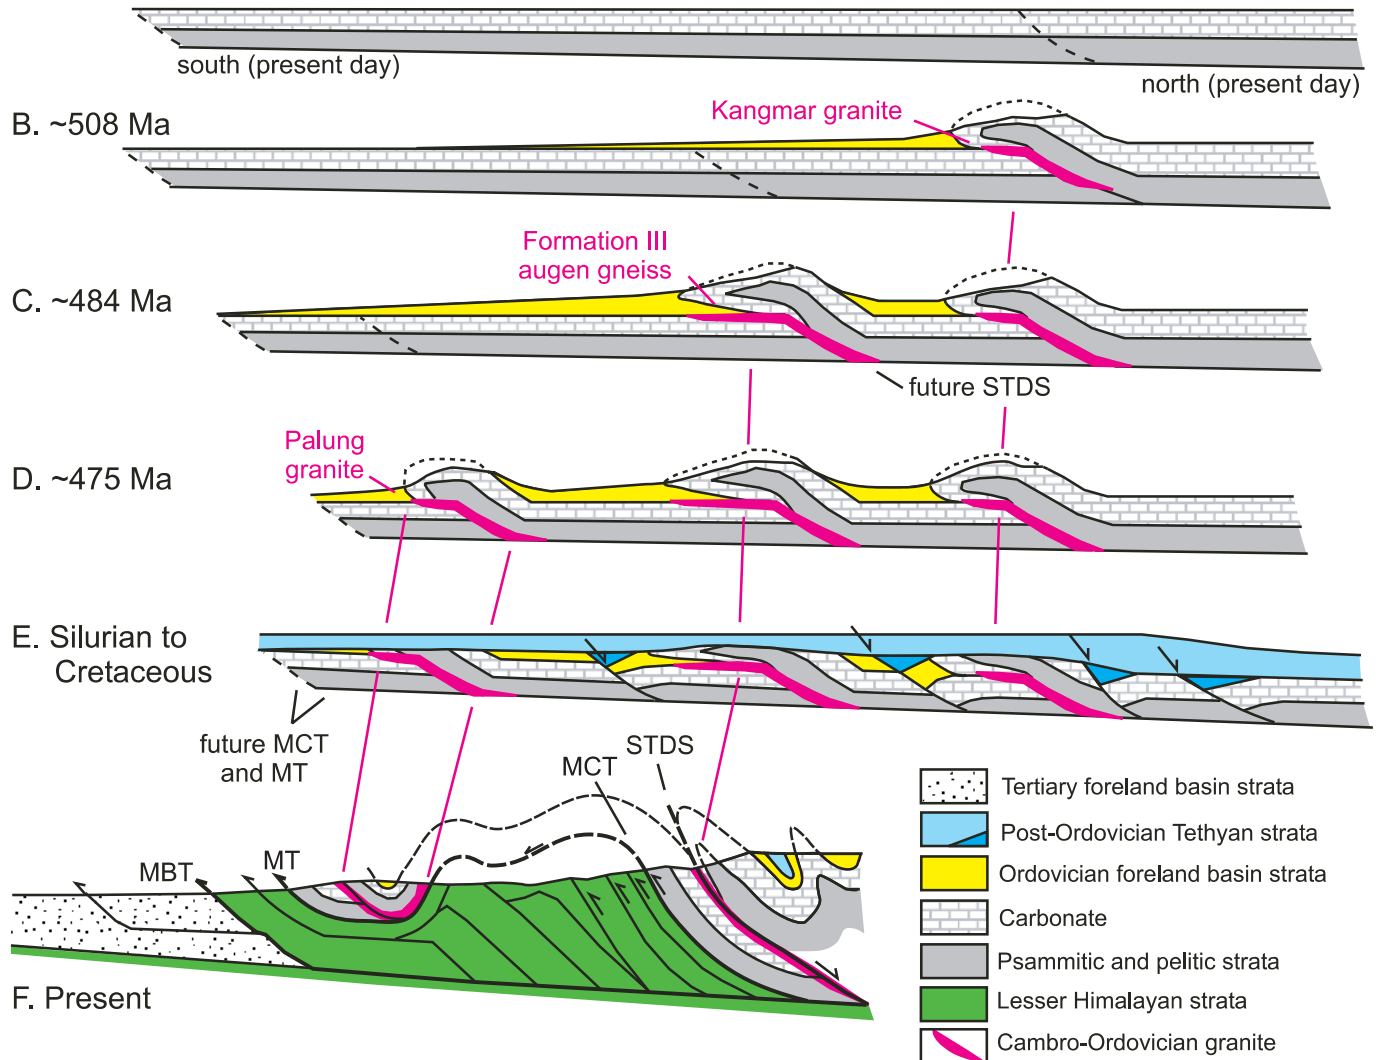 south (present day)
north (present day)
B. ~508 Ma
Kangmar granite
Formation III
augen gneiss
C. ~484 Ma
future STDS
Palung
granite
D. ~475 Ma
E. Silurian to
Cretaceous
future MCT
and MT
STDS
MCT
MT
MBT
F. Present
Tertiary foreland basin strata
Post-Ordovician Tethyan strata
Ordovician foreland basin strata
Carbonate
Psammitic and pelitic strata
Lesser Himalayan strata
Cambro-Ordovician granite